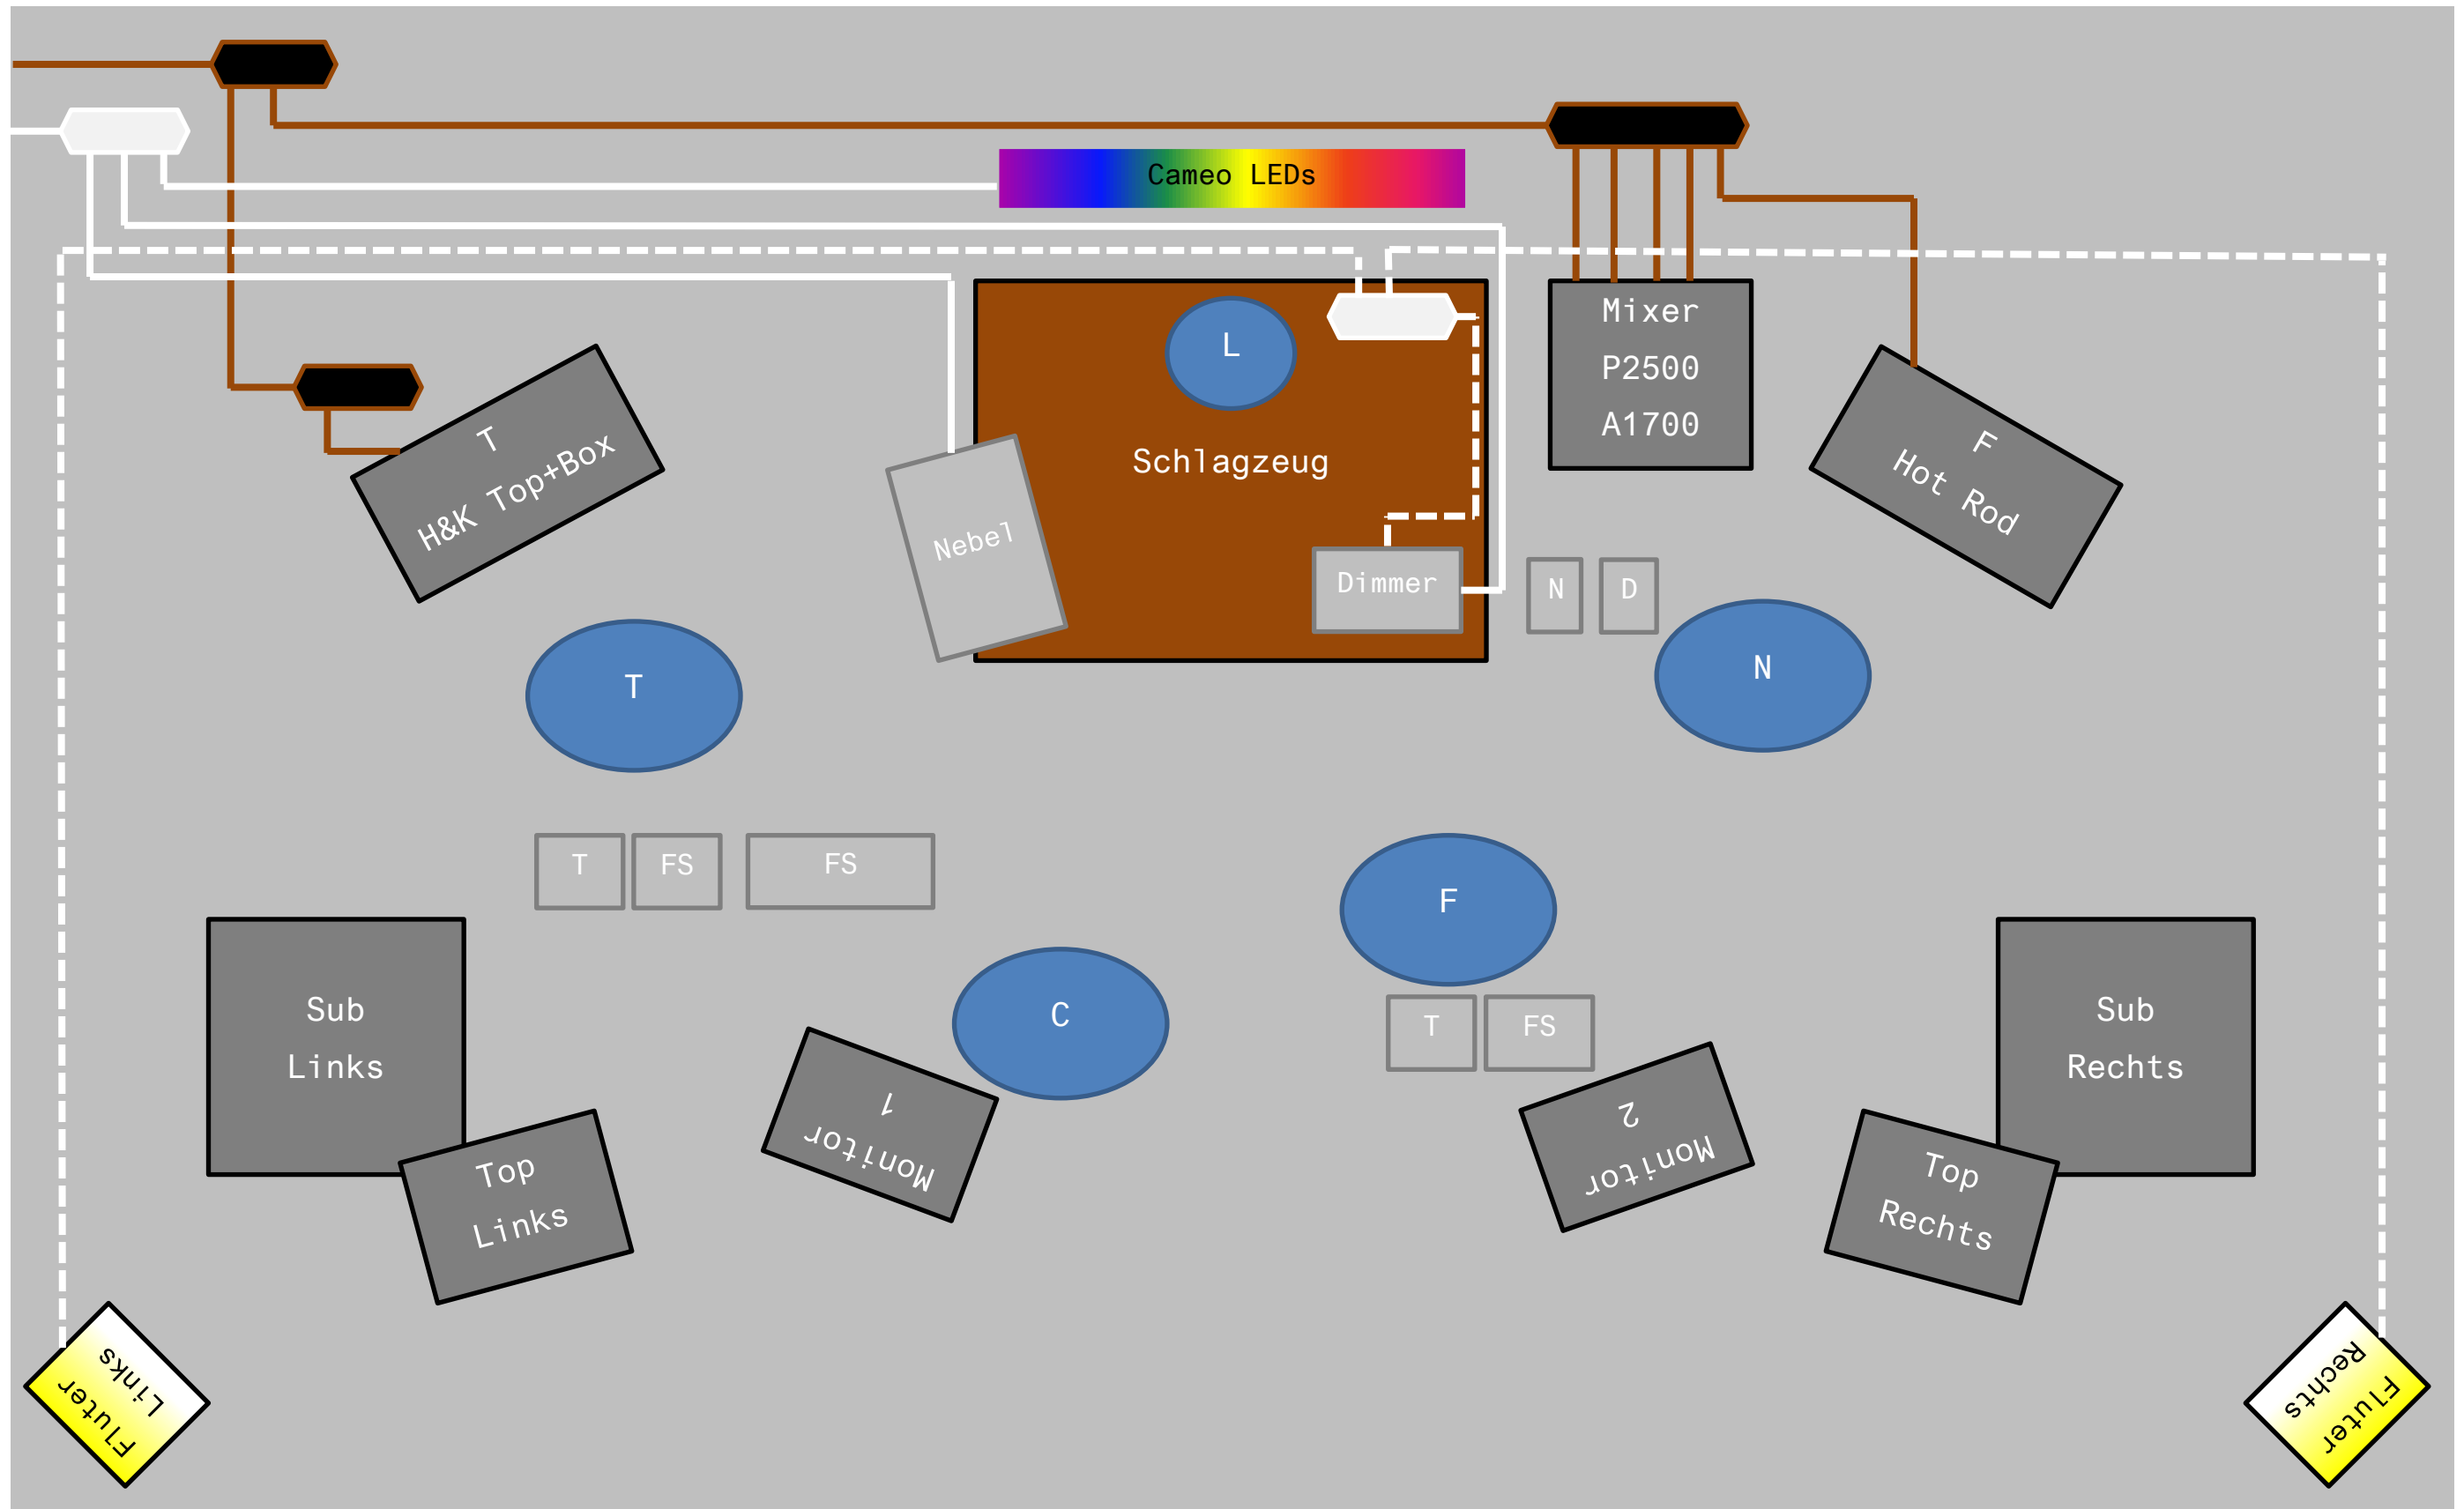 Cameo LEDs
Mixer
P2500
A1700
L
Schlagzeug
T
H&K Top+Box
F
Hot Rod
Nebel
Dimmer
N
D
T
N
T
FS
FS
F
C
T
FS
Sub
Links
Sub
Rechts
Monitor
1
Monitor
2
Top
Links
Top
Rechts
Fluter
Links
Fluter
Rechts